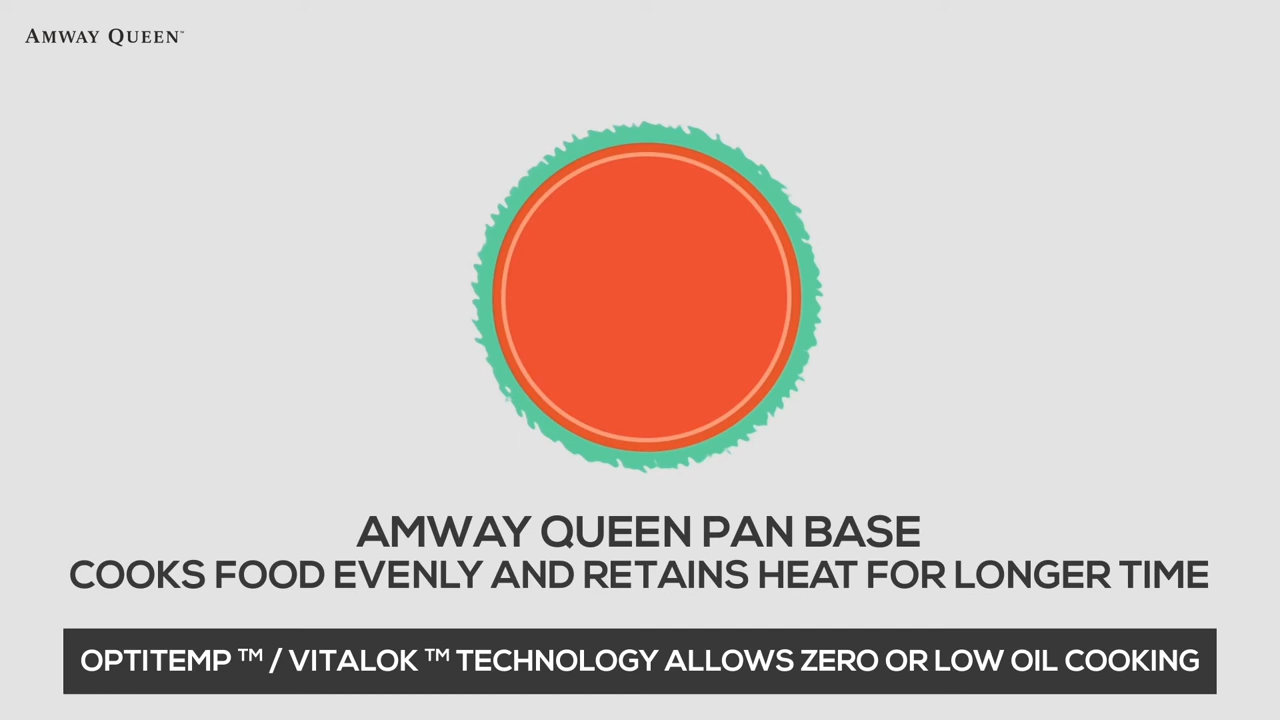 AMWAY QUEEN™
AMWAY QUEEN PAN BASE
COOKS FOOD EVENLY AND RETAINS HEAT FOR LONGER TIME
OPTITEMP ™ / VITALOK ™ TECHNOLOGY ALLOWS ZERO OR LOW OIL COOKING